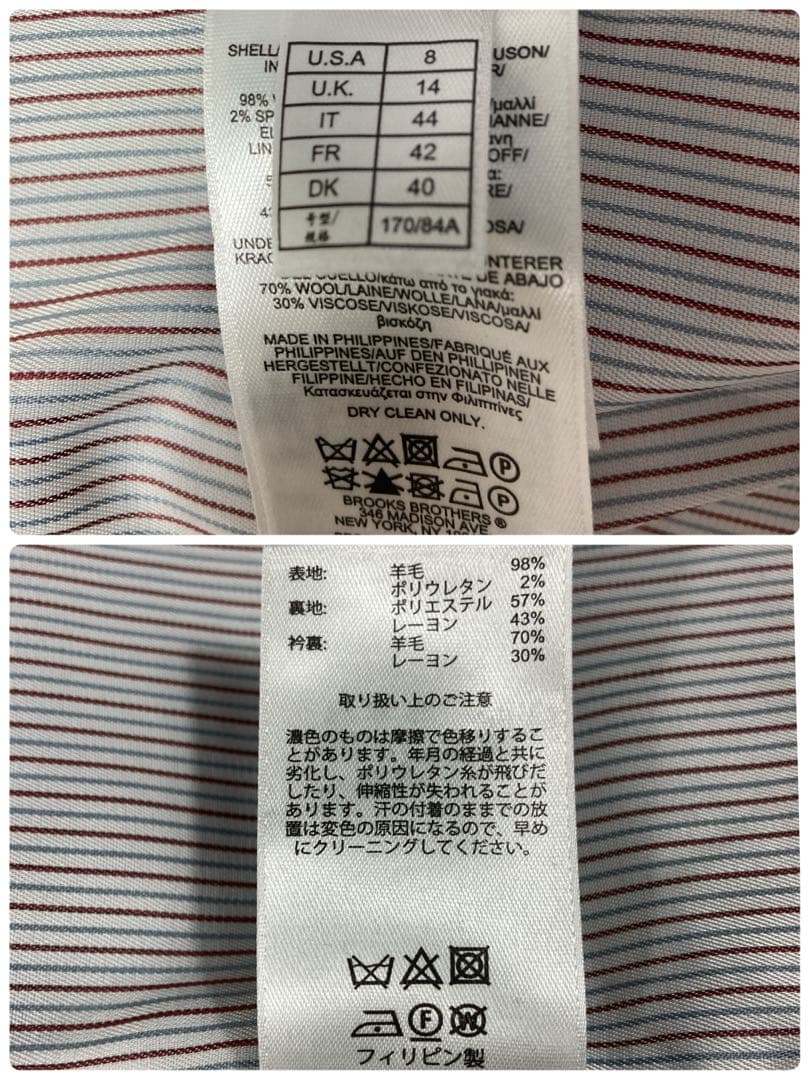 SHELL/
U.S.A 8
U.K. 14
IT 44
FR 42
DK 40
号型/規格 170/84A
USON/
IN
R/
98%
/μαλλί
2% SP
IANNE/
EL
LIN
OFF/
α:
RE/
OSA/
UNDE
KRAG
UNTERER
DEL CUELLO/κάτω από το γιακά:
DE ABAJO
70% WOOL/LAINE/WOLLE/LANA/μαλλί
30% VISCOSE/VISKOSE/VISCOSA/
βισκόζη
MADE IN PHILIPPINES/FABRIQUÉ AUX
PHILIPPINES/AUF DEN PHILLIPINEN
HERGESTELLT/CONFEZIONATO NELLE
FILIPPINE/HECHO EN FILIPINAS/
Κατασκευάζεται στην Φιλιππίνες
DRY CLEAN ONLY.
P
P
BROOKS BROTHERS®
346 MADISON AVE
NEW YORK, NY
表地: 羊毛 98%
ポリウレタン 2%
裏地: ポリエステル 57%
レーヨン 43%
衿裏: 羊毛 70%
レーヨン 30%
取り扱い上のご注意
濃色のものは摩擦で色移りするこ
とがあります。年月の経過と共に
劣化し、ポリウレタン糸が飛びだ
したり、伸縮性が失われることが
あります。汗の付着のままでの放
置は変色の原因になるので、早め
にクリーニングしてください。
F W
フィリピン製